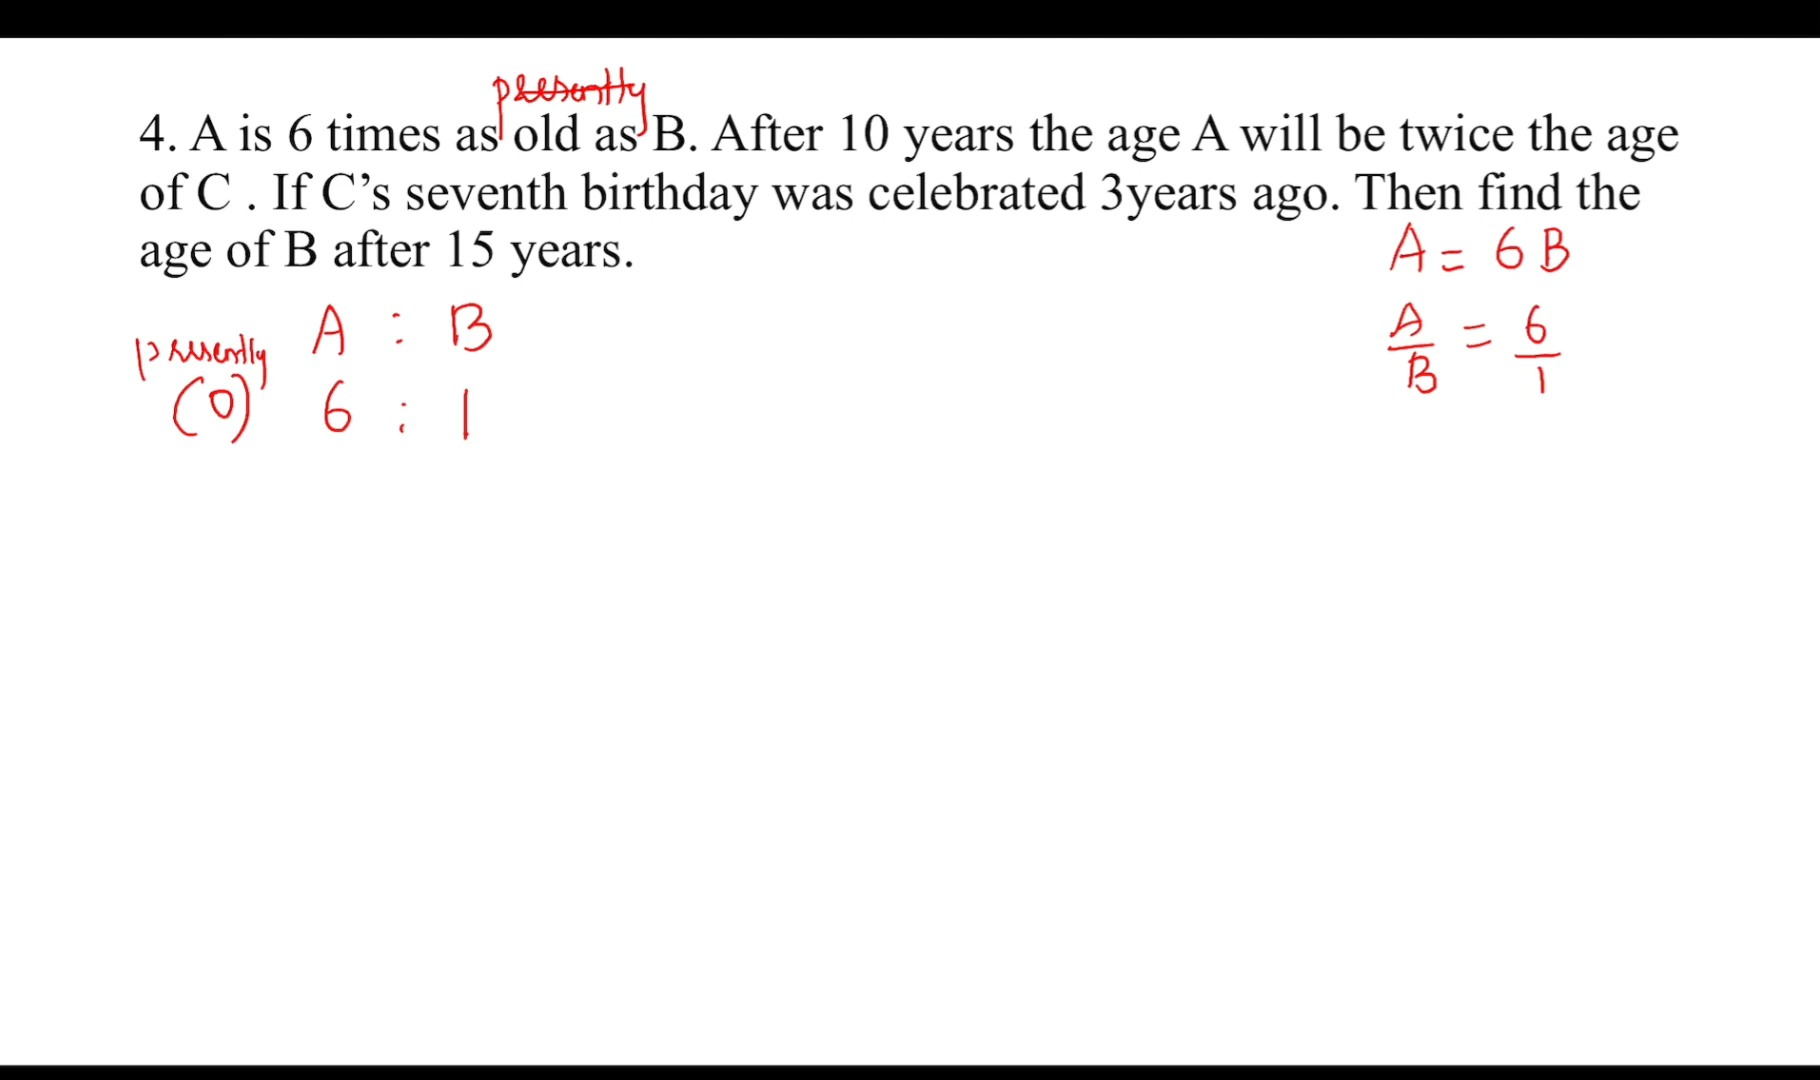 presently
4. A is 6 times as old as B. After 10 years the age A will be twice the age
of C . If C’s seventh birthday was celebrated 3years ago. Then find the
age of B after 15 years.
A = 6 B
A : B
presently
(0) 6 : 1
A/B = 6/1